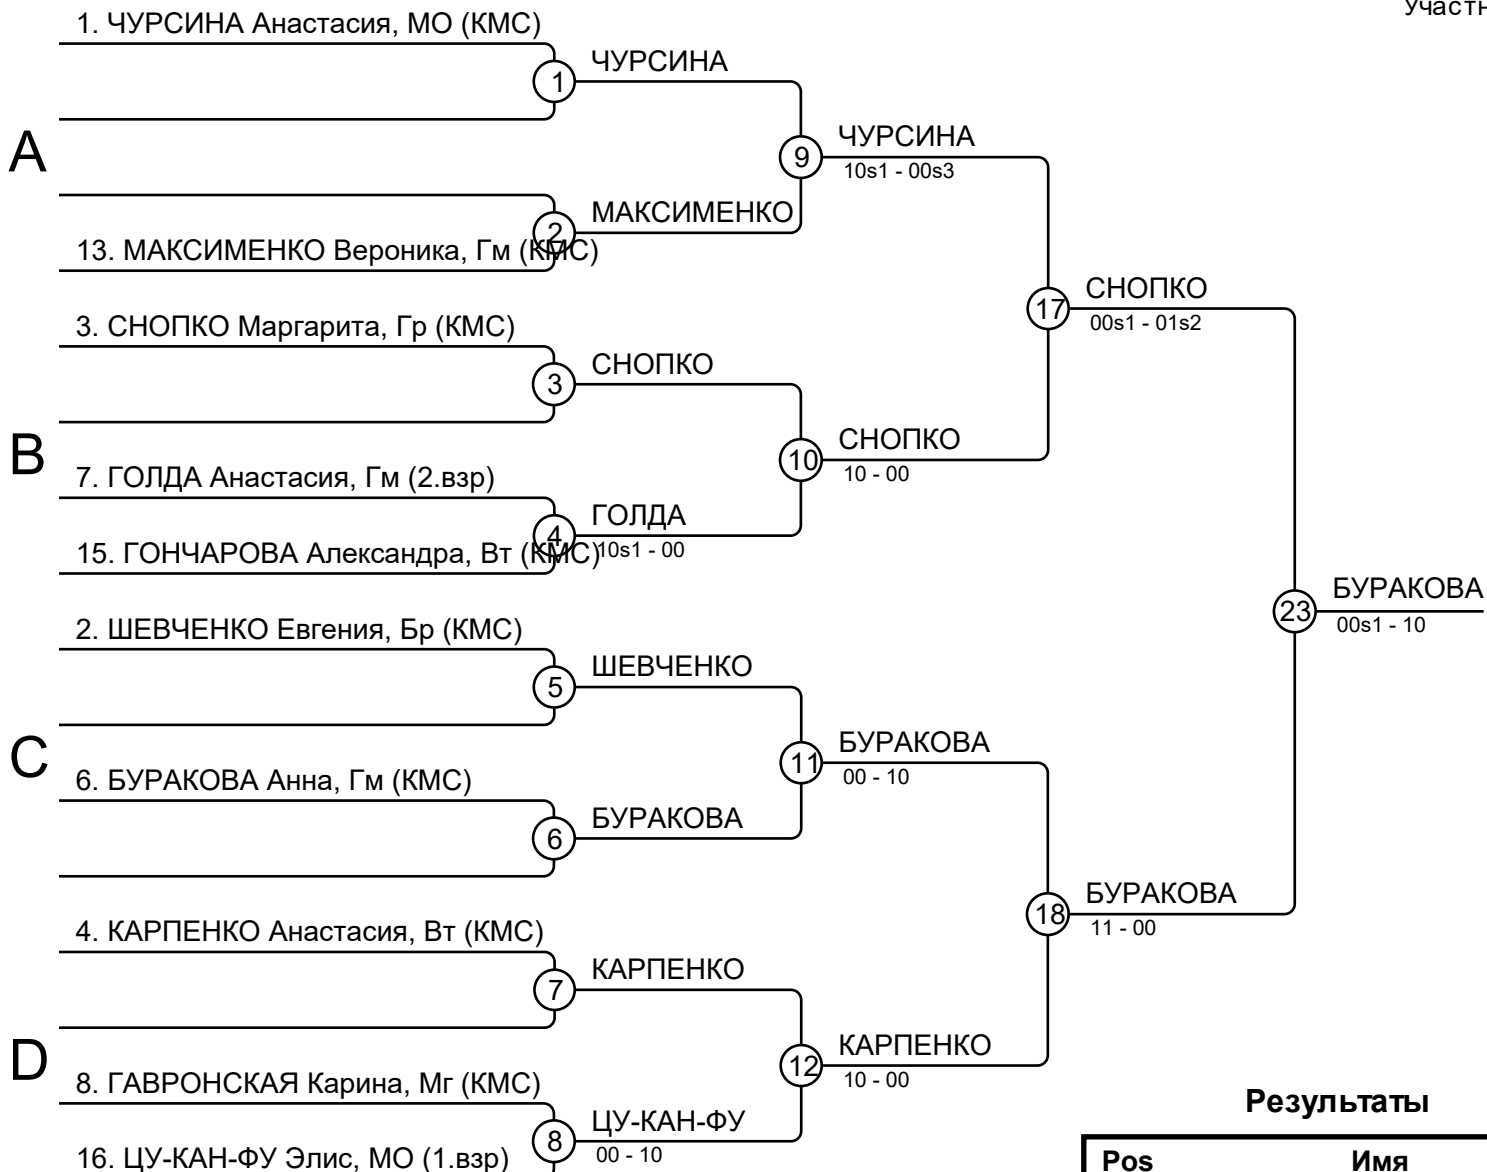 Участн
1. ЧУРСИНА Анастасия, МО (КМС)
1
ЧУРСИНА
A
9
ЧУРСИНА
10s1 - 00s3
2
МАКСИМЕНКО
13. МАКСИМЕНКО Вероника, Гм (КМС)
17
СНОПКО
00s1 - 01s2
3. СНОПКО Маргарита, Гр (КМС)
3
СНОПКО
B
10
СНОПКО
10 - 00
7. ГОЛДА Анастасия, Гм (2.взр)
4
ГОЛДА
10s1 - 00
15. ГОНЧАРОВА Александра, Вт (КМС)
23
БУРАКОВА
00s1 - 10
2. ШЕВЧЕНКО Евгения, Бр (КМС)
5
ШЕВЧЕНКО
C
11
БУРАКОВА
00 - 10
6. БУРАКОВА Анна, Гм (КМС)
6
БУРАКОВА
18
БУРАКОВА
11 - 00
4. КАРПЕНКО Анастасия, Вт (КМС)
7
КАРПЕНКО
D
12
КАРПЕНКО
10 - 00
8. ГАВРОНСКАЯ Карина, Мг (КМС)
8
ЦУ-КАН-ФУ
00 - 10
16. ЦУ-КАН-ФУ Элис, МО (1.взр)
Результаты
Pos Имя